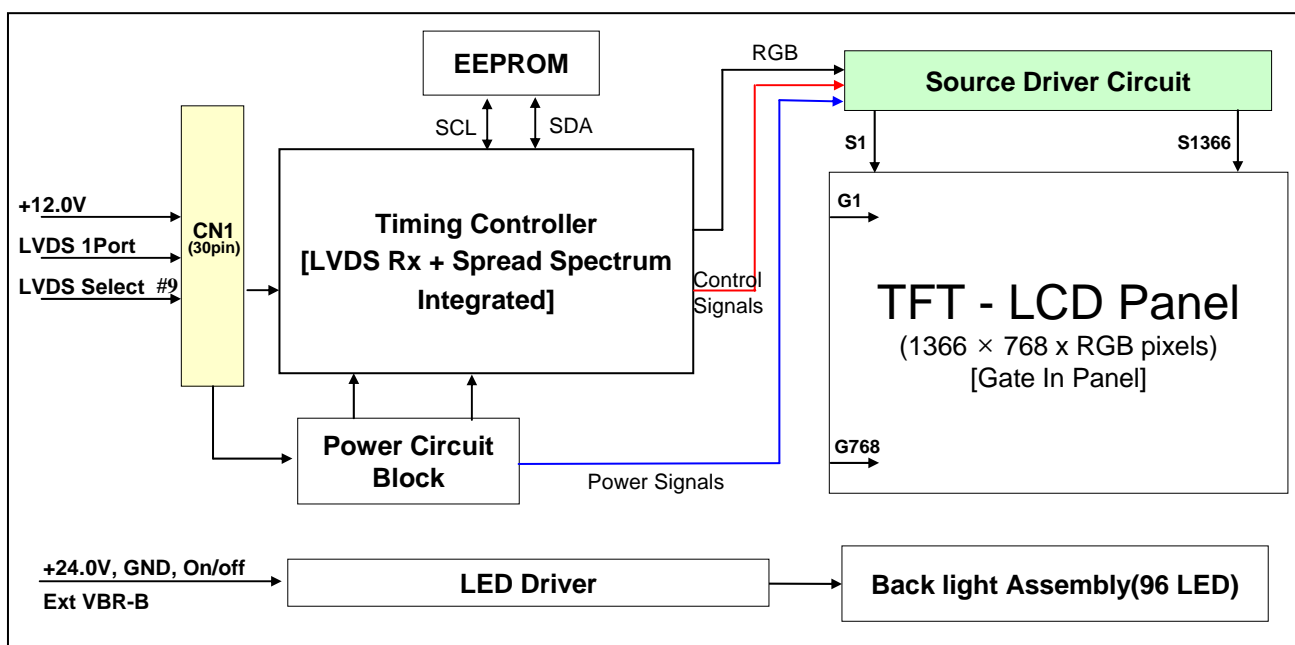 EEPROM
RGB
Source Driver Circuit
SCL
SDA
S1
S1366
+12.0V
LVDS 1Port
LVDS Select #9
CN1
(30pin)
Timing Controller
[LVDS Rx + Spread Spectrum
Integrated]
Control
Signals
G1
TFT - LCD Panel
(1366 × 768 x RGB pixels)
[Gate In Panel]
G768
Power Circuit
Block
Power Signals
+24.0V, GND, On/off
Ext VBR-B
LED Driver
Back light Assembly(96 LED)